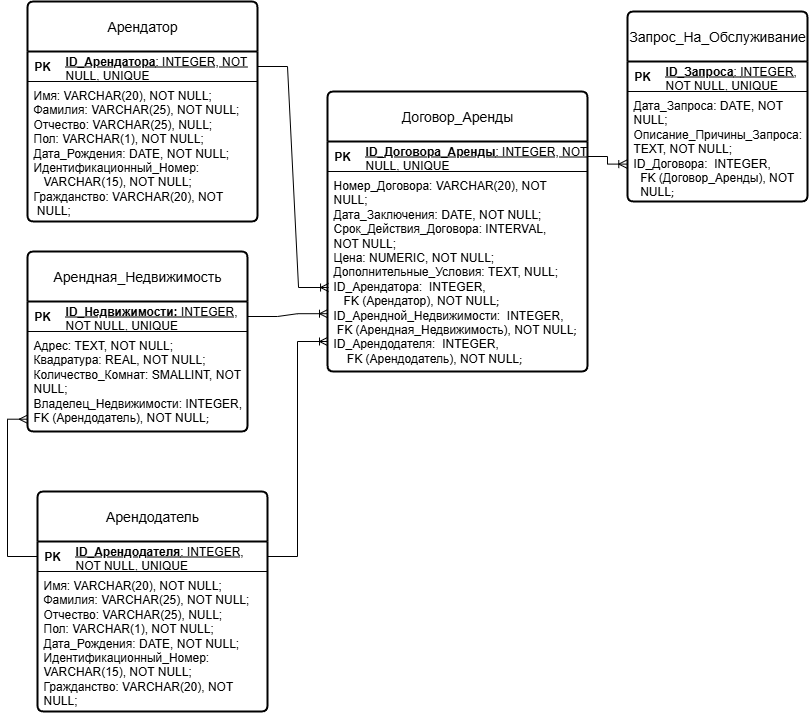 Арендатор
PK ID_Арендатора: INTEGER, NOT
NULL, UNIQUE
Имя: VARCHAR(20), NOT NULL;
Фамилия: VARCHAR(25), NOT NULL;
Отчество: VARCHAR(25), NULL;
Пол: VARCHAR(1), NOT NULL;
Дата_Рождения: DATE, NOT NULL;
Идентификационный_Номер:
VARCHAR(15), NOT NULL;
Гражданство: VARCHAR(20), NOT
NULL;
Арендная_Недвижимость
PK ID_Недвижимости: INTEGER,
NOT NULL, UNIQUE
Адрес: TEXT, NOT NULL;
Квадратура: REAL, NOT NULL;
Количество_Комнат: SMALLINT, NOT
NULL;
Владелец_Недвижимости: INTEGER,
FK (Арендодатель), NOT NULL;
Арендодатель
PK ID_Арендодателя: INTEGER,
NOT NULL, UNIQUE
Имя: VARCHAR(20), NOT NULL;
Фамилия: VARCHAR(25), NOT NULL;
Отчество: VARCHAR(25), NULL;
Пол: VARCHAR(1), NOT NULL;
Дата_Рождения: DATE, NOT NULL;
Идентификационный_Номер:
VARCHAR(15), NOT NULL;
Гражданство: VARCHAR(20), NOT
NULL;
Договор_Аренды
PK ID_Договора_Аренды: INTEGER, NOT
NULL, UNIQUE
Номер_Договора: VARCHAR(20), NOT
NULL;
Дата_Заключения: DATE, NOT NULL;
Срок_Действия_Договора: INTERVAL,
NOT NULL;
Цена: NUMERIC, NOT NULL;
Дополнительные_Условия: TEXT, NULL;
ID_Арендатора: INTEGER,
FK (Арендатор), NOT NULL;
ID_Арендной_Недвижимости: INTEGER,
FK (Арендная_Недвижимость), NOT NULL;
ID_Арендодателя: INTEGER,
FK (Арендодатель), NOT NULL;
Запрос_На_Обслуживание
PK ID_Запроса: INTEGER,
NOT NULL, UNIQUE
Дата_Запроса: DATE, NOT
NULL;
Описание_Причины_Запроса:
TEXT, NOT NULL;
ID_Договора: INTEGER,
FK (Договор_Аренды), NOT
NULL;